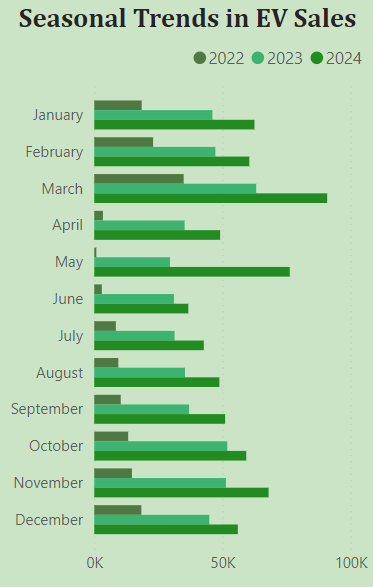 Seasonal Trends in EV Sales
2022 2023 2024
January
February
March
April
May
June
July
August
September
October
November
December
0K 50K 100K